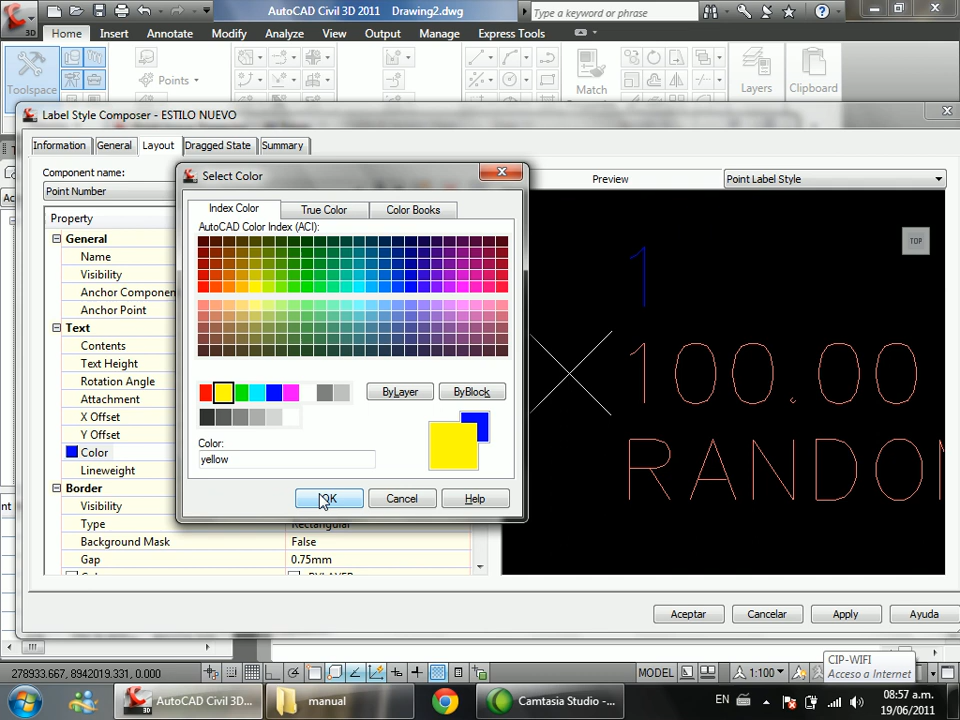 AutoCAD Civil 3D 2011 Drawing2.dwg
Type a keyword or phrase
3D
Home Insert Annotate Modify Analyze View Output Manage Express Tools
Toolspace
Points
Match
Layers
Clipboard
Label Style Composer - ESTILO NUEVO
Information General Layout Dragged State Summary
Component name:
Point Number
Preview
Point Label Style
Property
General
Name
Visibility
Anchor Componen
Anchor Point
Text
Contents
Text Height
Rotation Angle
Attachment
X Offset
Y Offset
Color
Lineweight
Border
Visibility
Type
Rectangular
Background Mask
False
Gap
0.75mm
Select Color
Index Color True Color Color Books
AutoCAD Color Index (ACI):
ByLayer
ByBlock
Color:
yellow
OK
Cancel
Help
TOP
1
100.00
RANDOM
Aceptar
Cancelar
Apply
Ayuda
278933.667, 8942019.331, 0.000
MODEL
1:100
CIP-WIFI
Acceso a Internet
AutoCAD Civil 3D...
manual
Camtasia Studio -...
EN
08:57 a.m.
19/06/2011